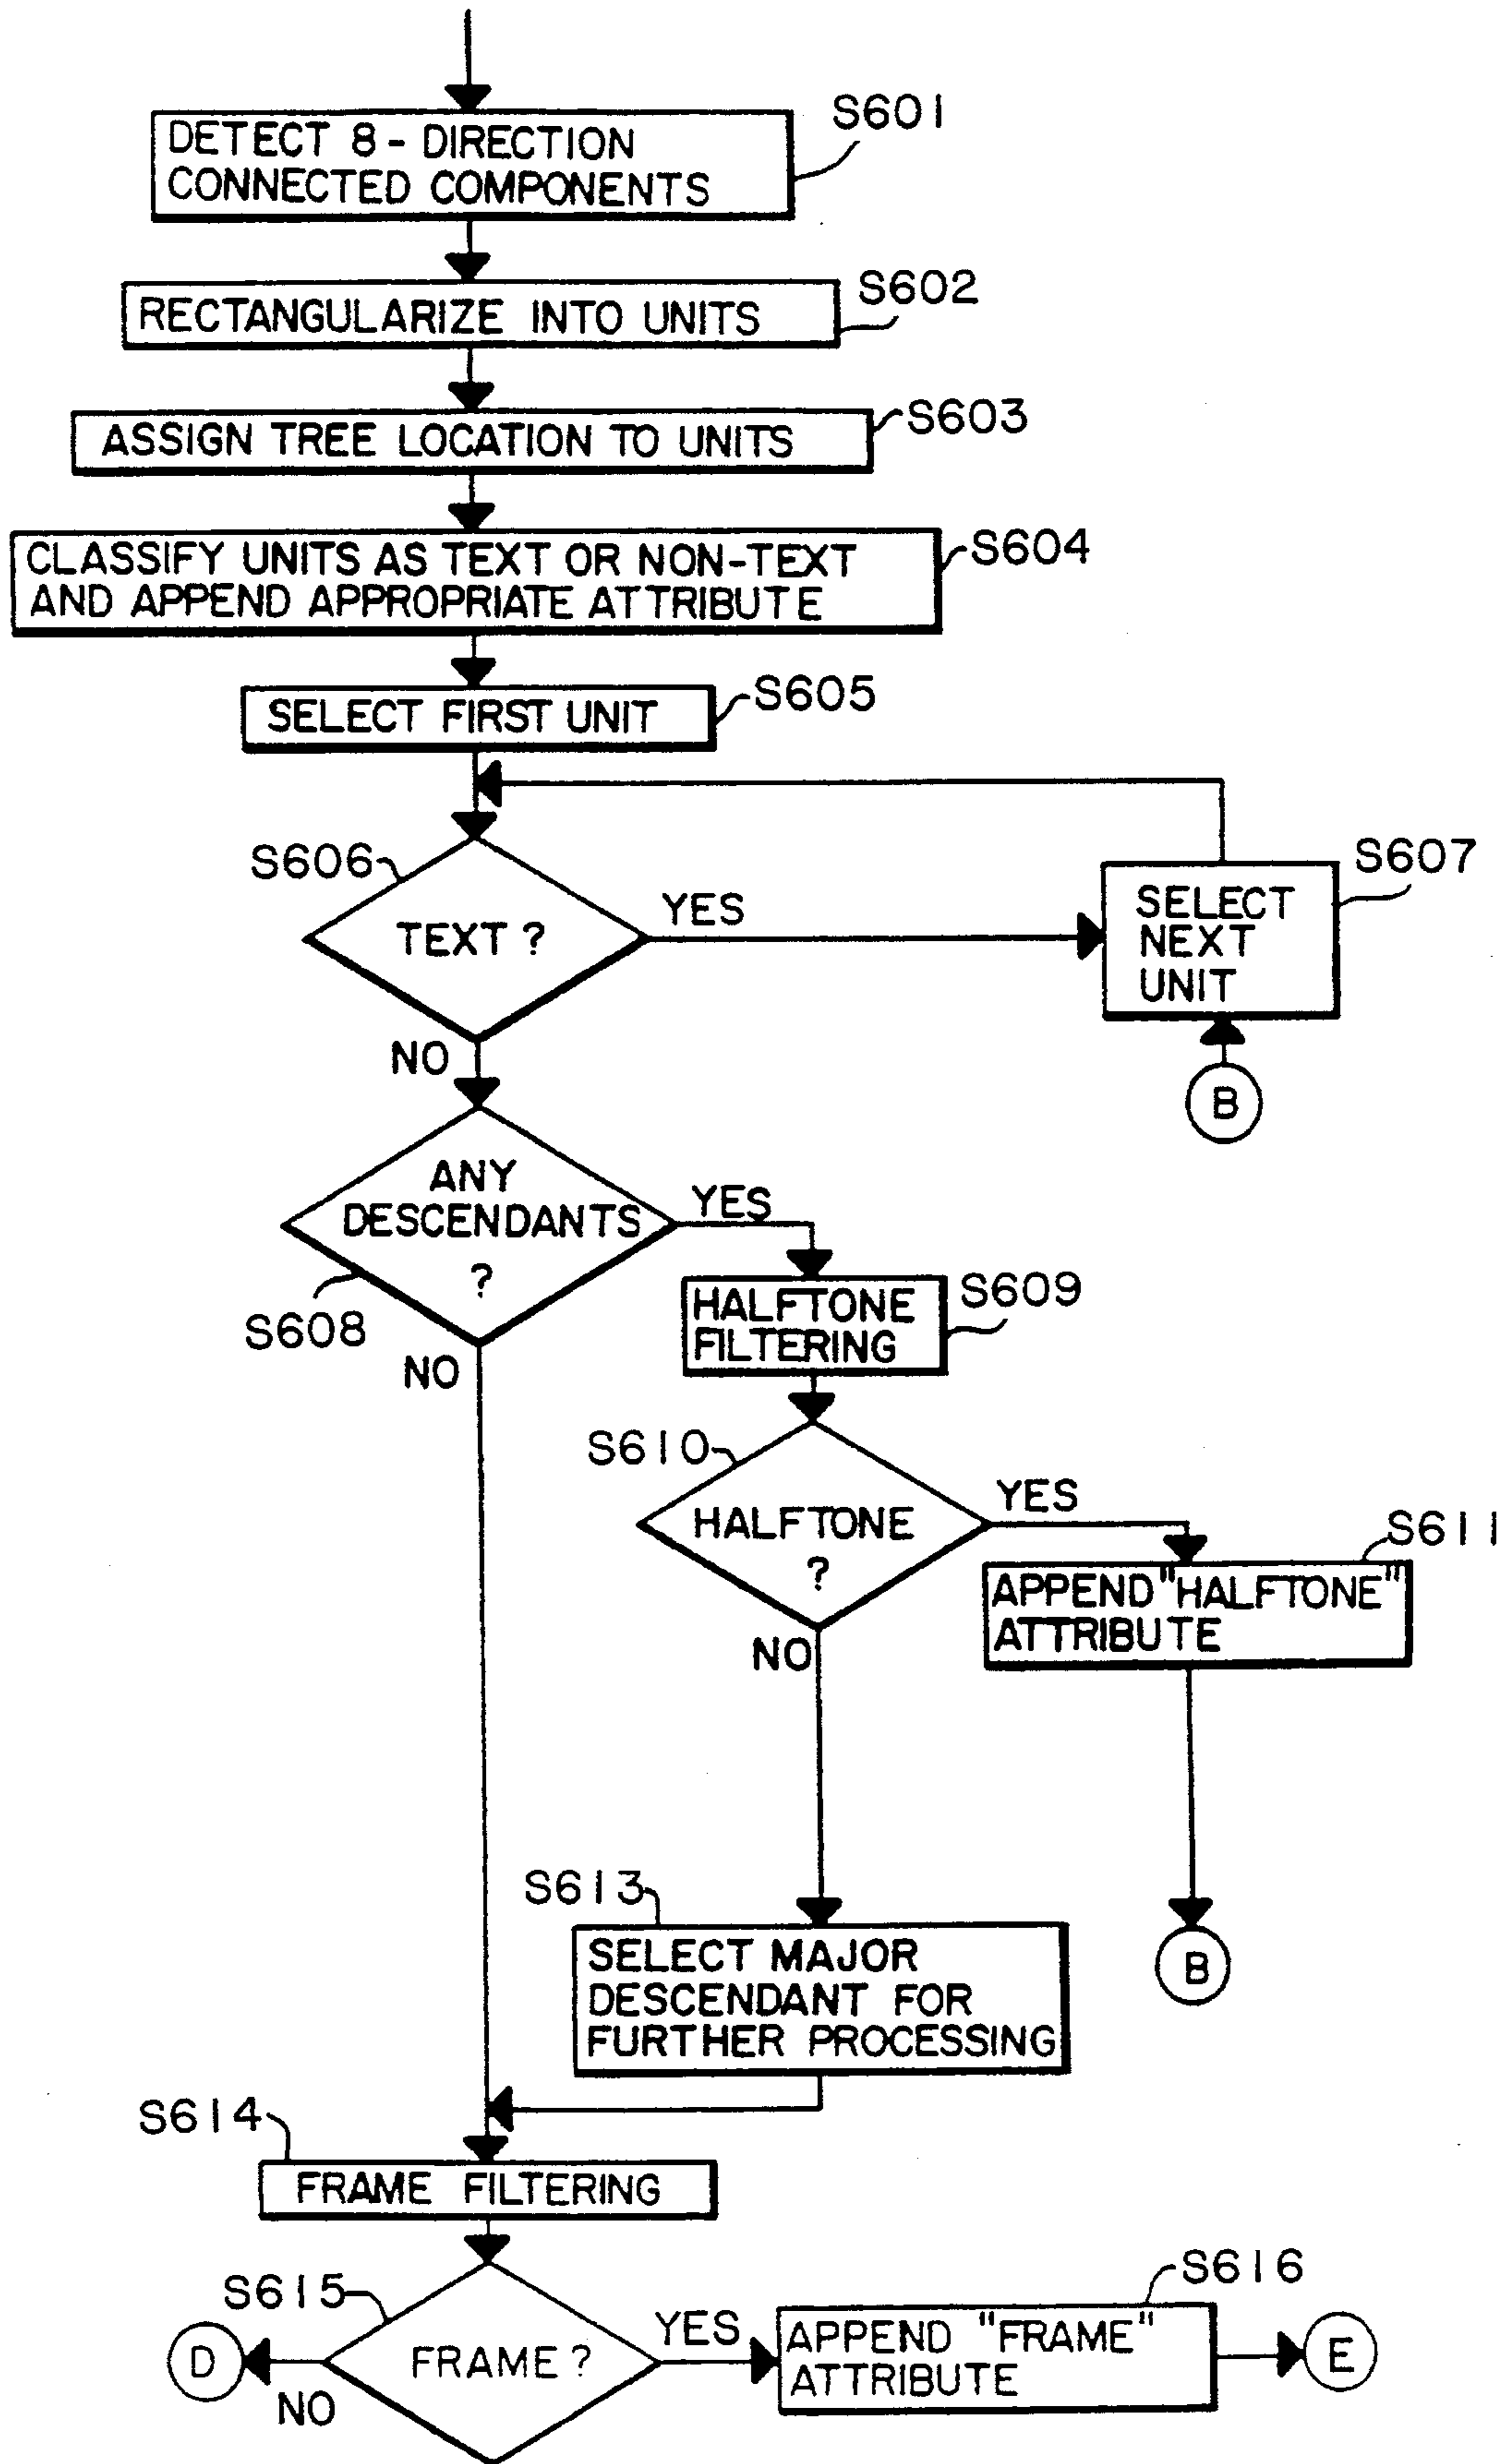 S601
DETECT 8 - DIRECTION
CONNECTED COMPONENTS
S602
RECTANGULARIZE INTO UNITS
S603
ASSIGN TREE LOCATION TO UNITS
S604
CLASSIFY UNITS AS TEXT OR NON-TEXT
AND APPEND APPROPRIATE ATTRIBUTE
S605
SELECT FIRST UNIT
S606
TEXT ?
YES
S607
SELECT
NEXT
UNIT
B
NO
ANY
DESCENDANTS
?
S608
YES
NO
S609
HALFTONE
FILTERING
S610
HALFTONE
?
YES
NO
S611
APPEND "HALFTONE"
ATTRIBUTE
B
S613
SELECT MAJOR
DESCENDANT FOR
FURTHER PROCESSING
S614
FRAME FILTERING
S615
FRAME ?
D
NO
YES
S616
APPEND "FRAME"
ATTRIBUTE
E